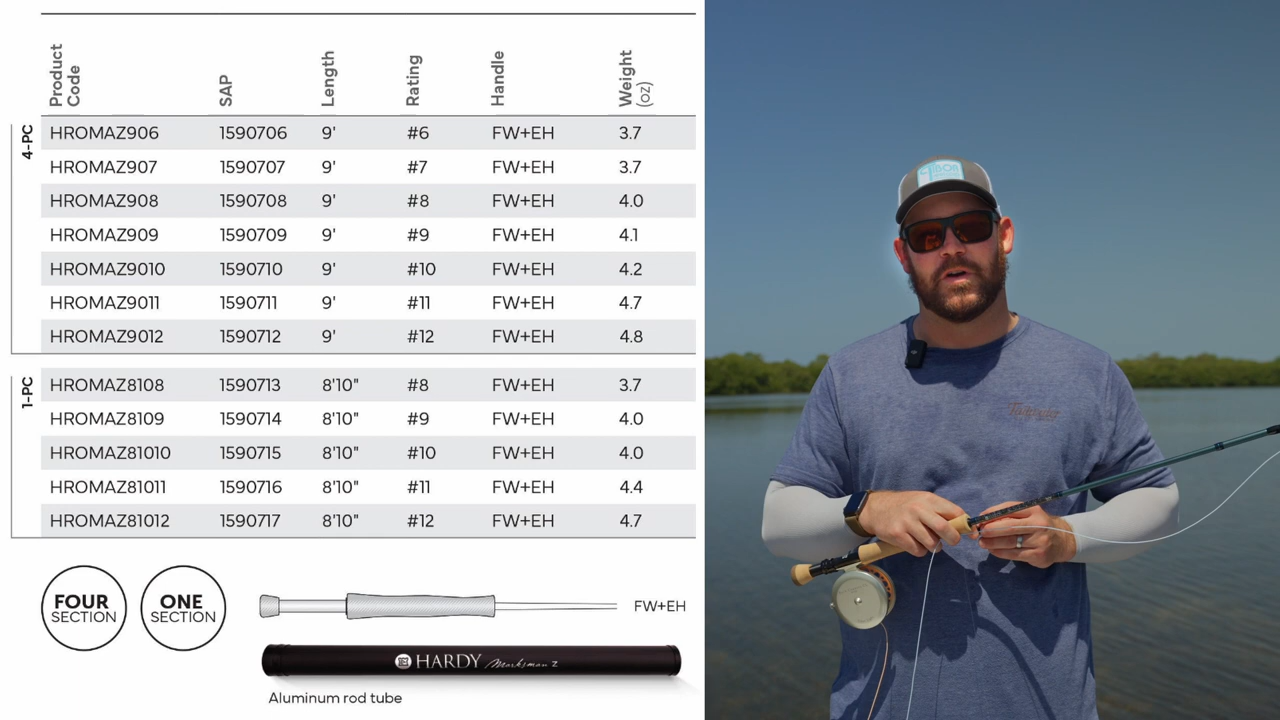 Product Code SAP Length Rating Handle Weight (oz)
4-PC
HROMAZ906 1590706 9' #6 FW+EH 3.7
HROMAZ907 1590707 9' #7 FW+EH 3.7
HROMAZ908 1590708 9' #8 FW+EH 4.0
HROMAZ909 1590709 9' #9 FW+EH 4.1
HROMAZ9010 1590710 9' #10 FW+EH 4.2
HROMAZ9011 1590711 9' #11 FW+EH 4.7
HROMAZ9012 1590712 9' #12 FW+EH 4.8
1-PC
HROMAZ8108 1590713 8'10" #8 FW+EH 3.7
HROMAZ8109 1590714 8'10" #9 FW+EH 4.0
HROMAZ81010 1590715 8'10" #10 FW+EH 4.0
HROMAZ81011 1590716 8'10" #11 FW+EH 4.4
HROMAZ81012 1590717 8'10" #12 FW+EH 4.7
FOUR SECTION
ONE SECTION
FW+EH
HARDY Marksman Z
Aluminum rod tube